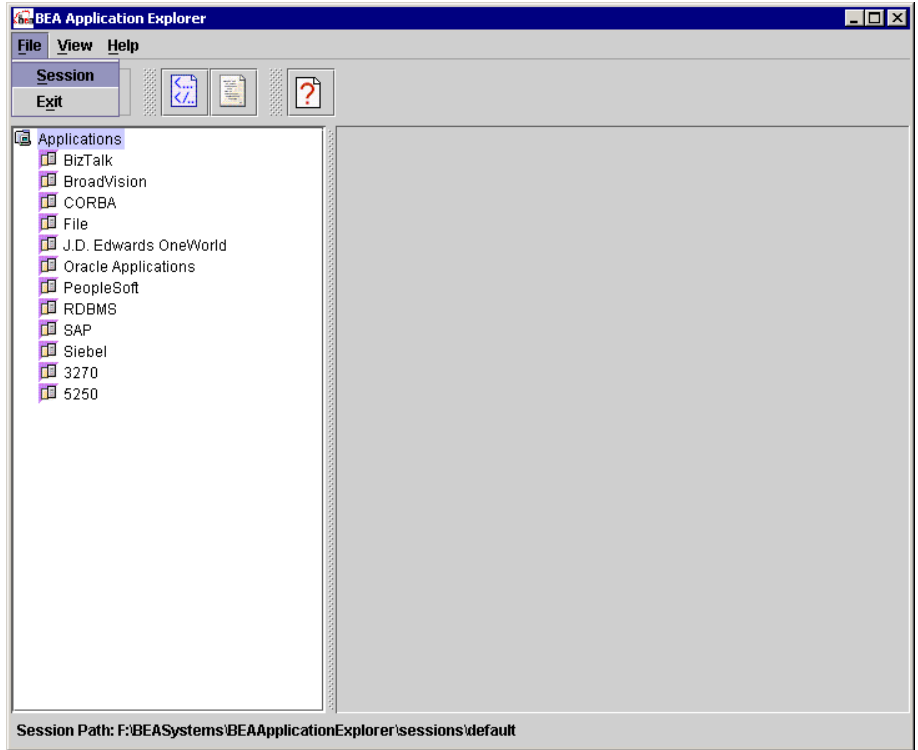 BEA Application Explorer
File View Help
Session
Exit
Applications
BizTalk
BroadVision
CORBA
File
J.D. Edwards OneWorld
Oracle Applications
PeopleSoft
RDBMS
SAP
Siebel
3270
5250
Session Path: F:\BEASystems\BEAApplicationExplorer\sessions\default